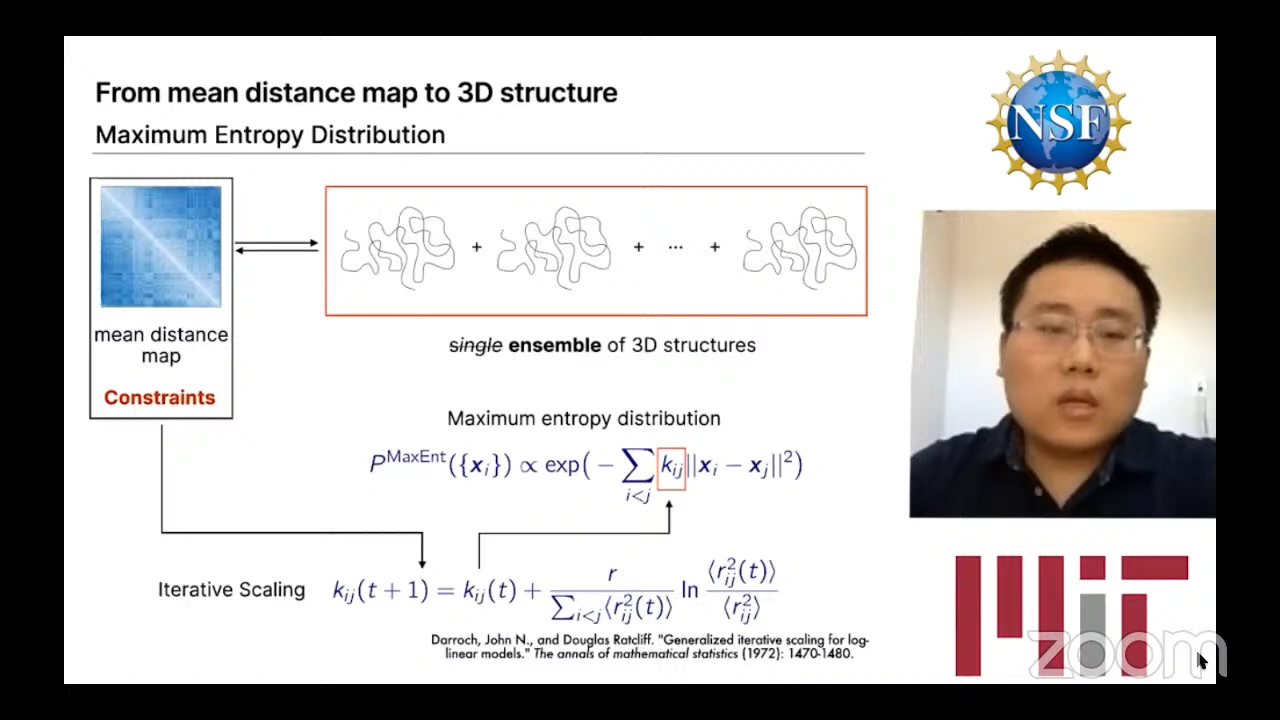 From mean distance map to 3D structure
Maximum Entropy Distribution
NSF
+ + ... +
mean distance
map
Constraints
single ensemble of 3D structures
Maximum entropy distribution
P^MaxEnt({x_i}) ∝ exp(− ∑_{i<j} k_ij||x_i − x_j||²)
Iterative Scaling k_ij(t + 1) = k_ij(t) + r / ∑_{i<j}⟨r²_ij(t)⟩ ln ⟨r²_ij(t)⟩ / ⟨r²_ij⟩
Darroch, John N., and Douglas Ratcliff. "Generalized iterative scaling for log-
linear models." The annals of mathematical statistics (1972): 1470-1480.
MIT
zoom